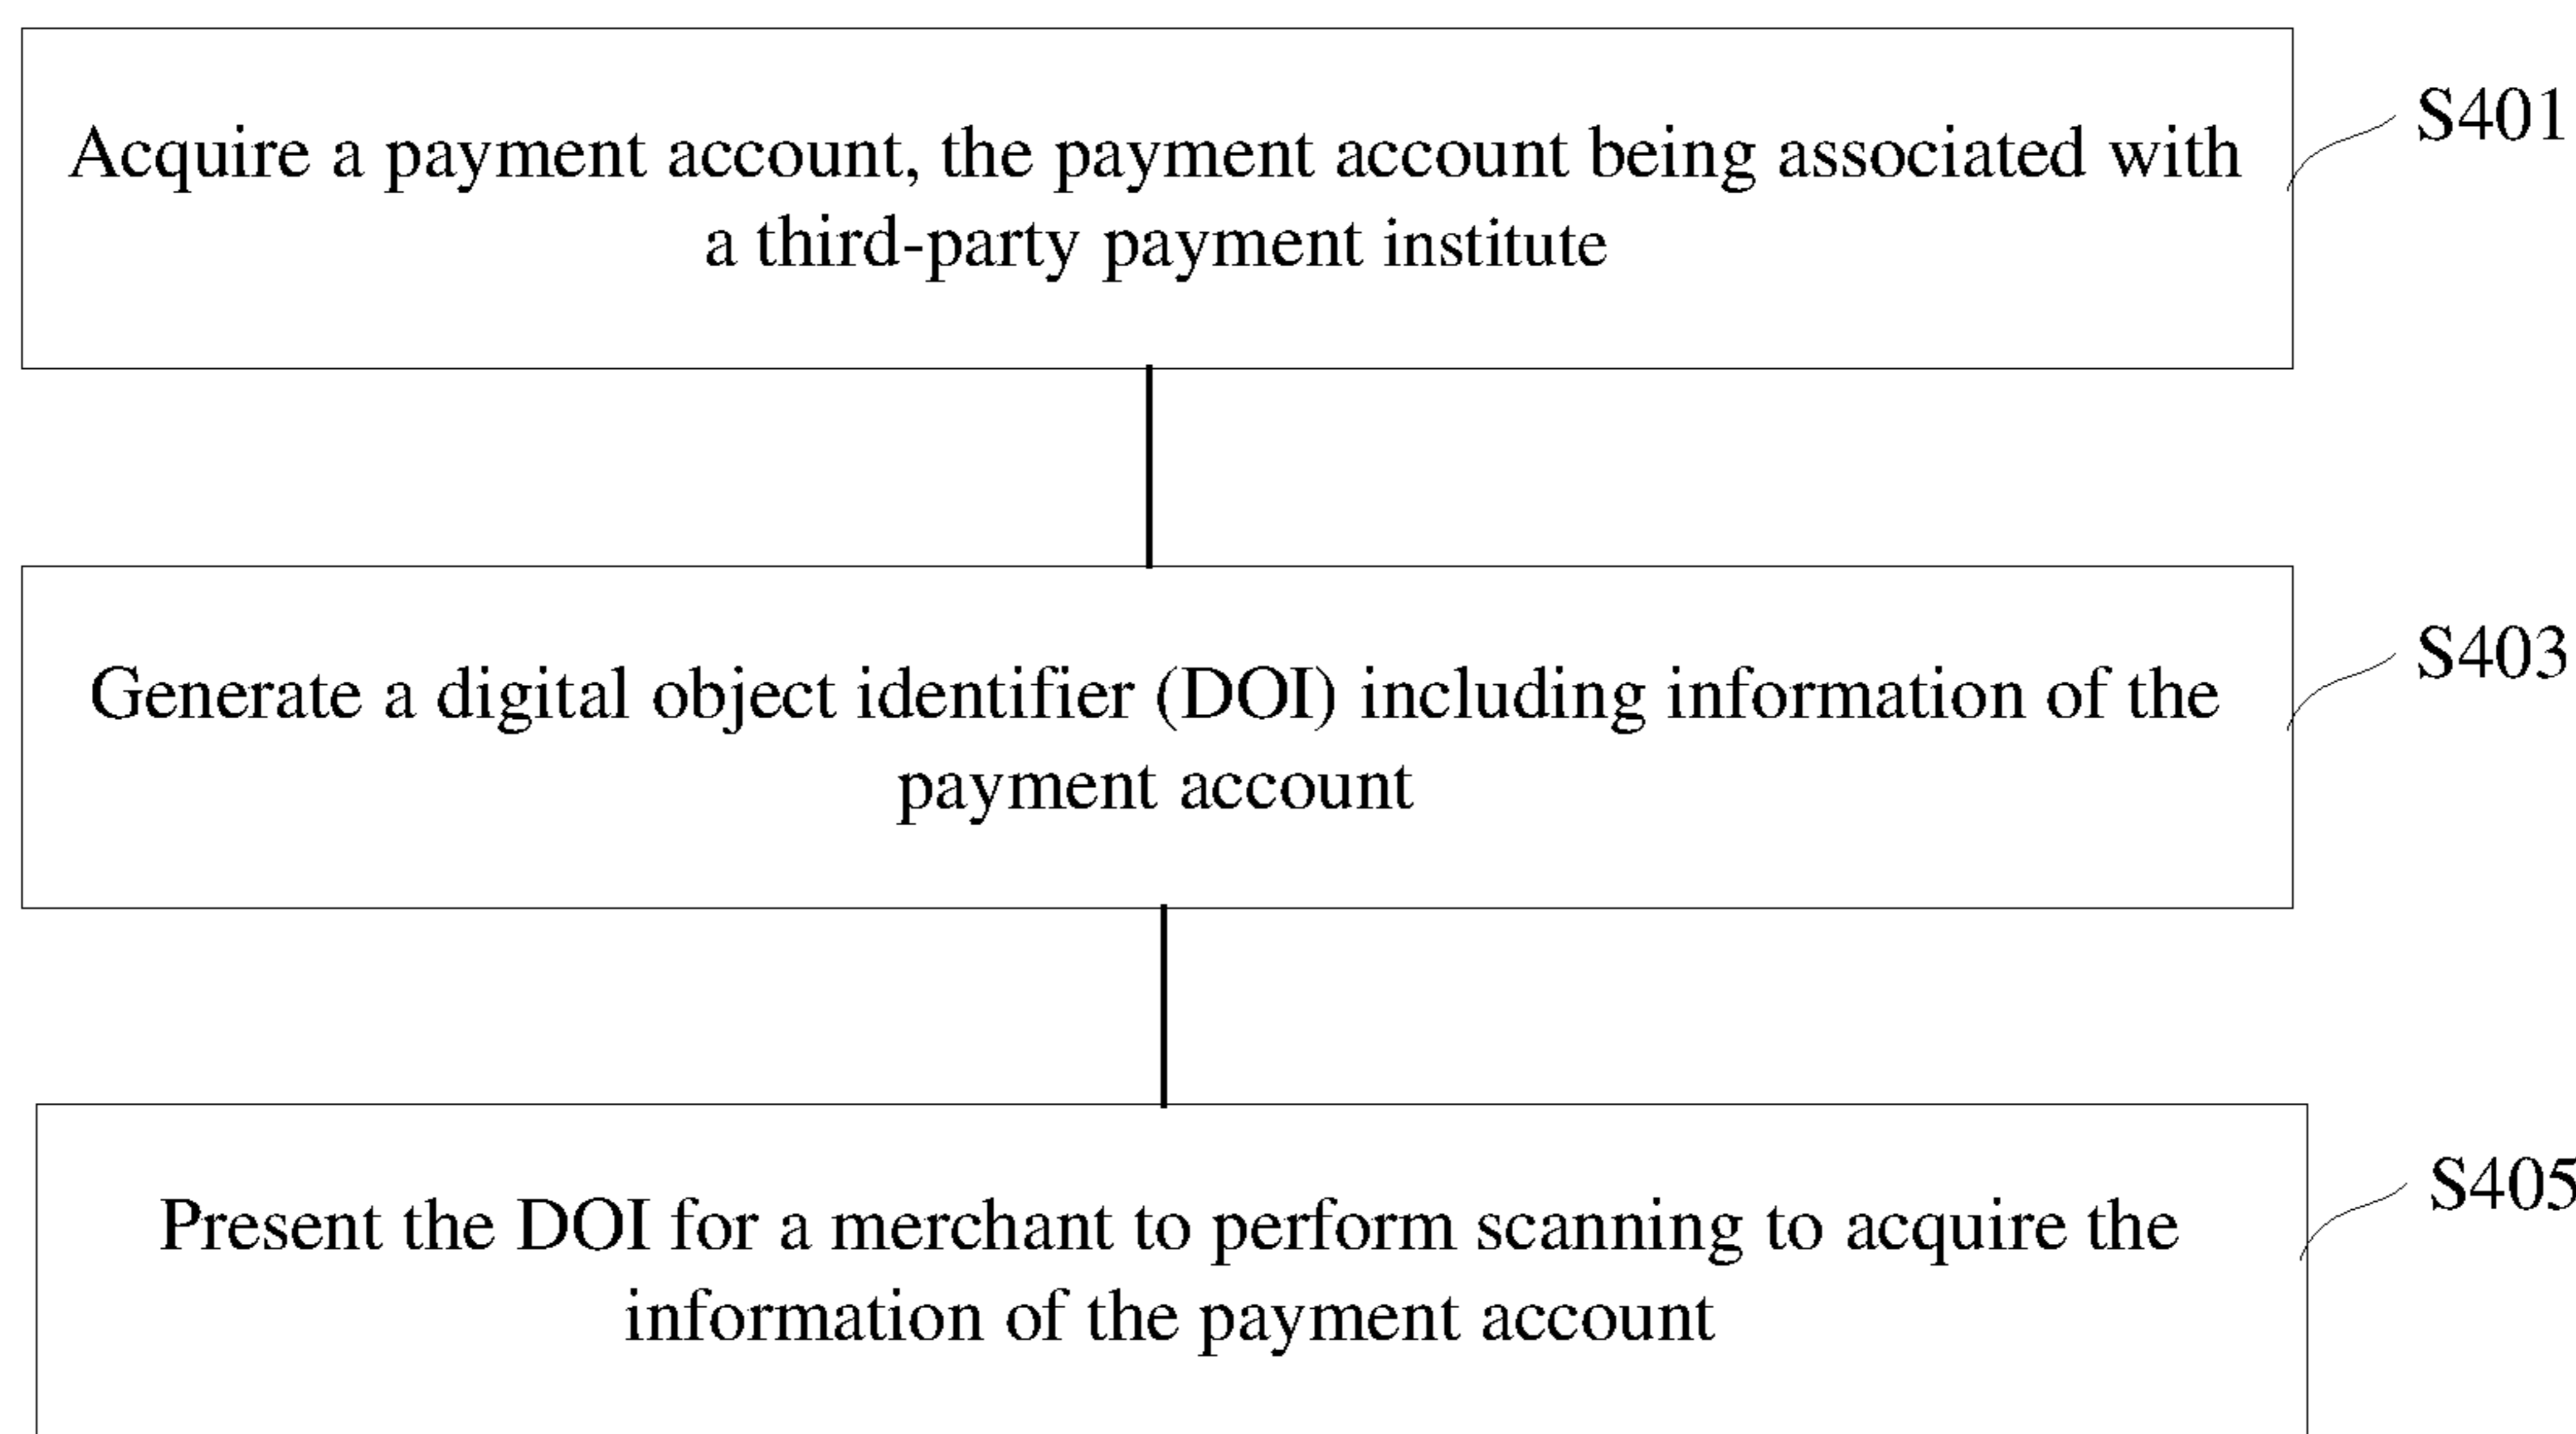 Acquire a payment account, the payment account being associated with
a third-party payment institute
S401
Generate a digital object identifier (DOI) including information of the
payment account
S403
Present the DOI for a merchant to perform scanning to acquire the
information of the payment account
S405